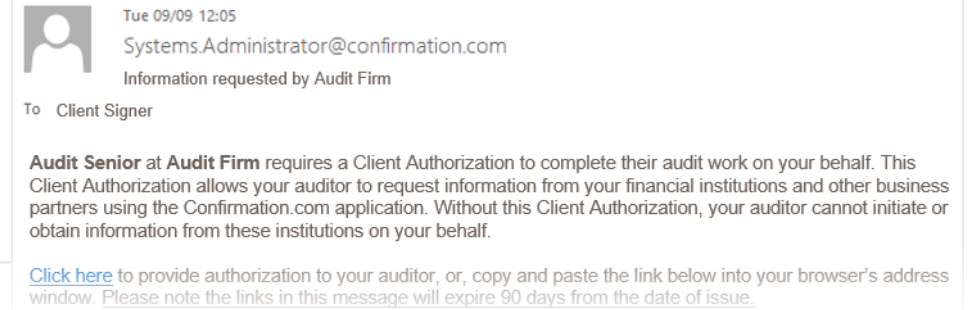 Tue 09/09 12:05
Systems.Administrator@confirmation.com
Information requested by Audit Firm
To Client Signer
Audit Senior at Audit Firm requires a Client Authorization to complete their audit work on your behalf. This
Client Authorization allows your auditor to request information from your financial institutions and other business
partners using the Confirmation.com application. Without this Client Authorization, your auditor cannot initiate or
obtain information from these institutions on your behalf.
Click here to provide authorization to your auditor, or, copy and paste the link below into your browser's address
window. Please note the links in this message will expire 90 days from the date of issue.